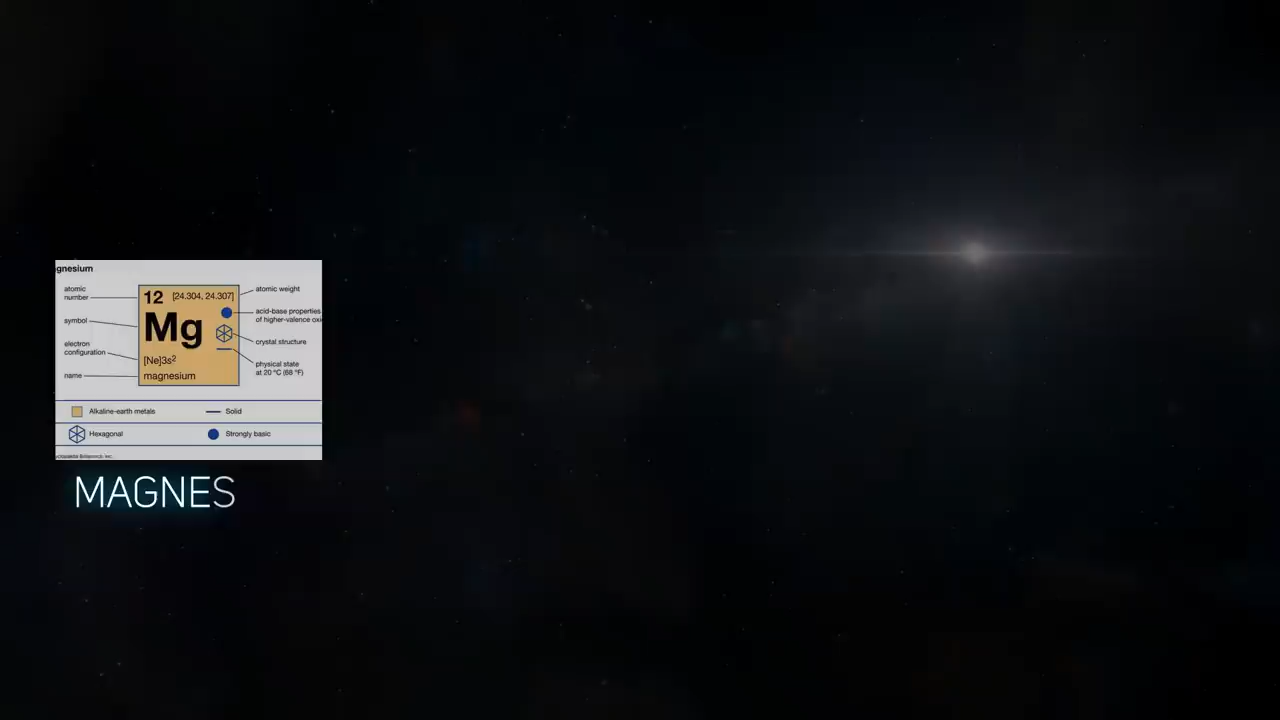 gnesium
12 [24.304, 24.307]
Mg
[Ne]3s²
magnesium
atomic
number
symbol
electron
configuration
name
atomic weight
acid-base properties
of higher-valence oxi
crystal structure
physical state
at 20 °C (68 °F)
Alkaline-earth metals
Solid
Hexagonal
Strongly basic
MAGNES